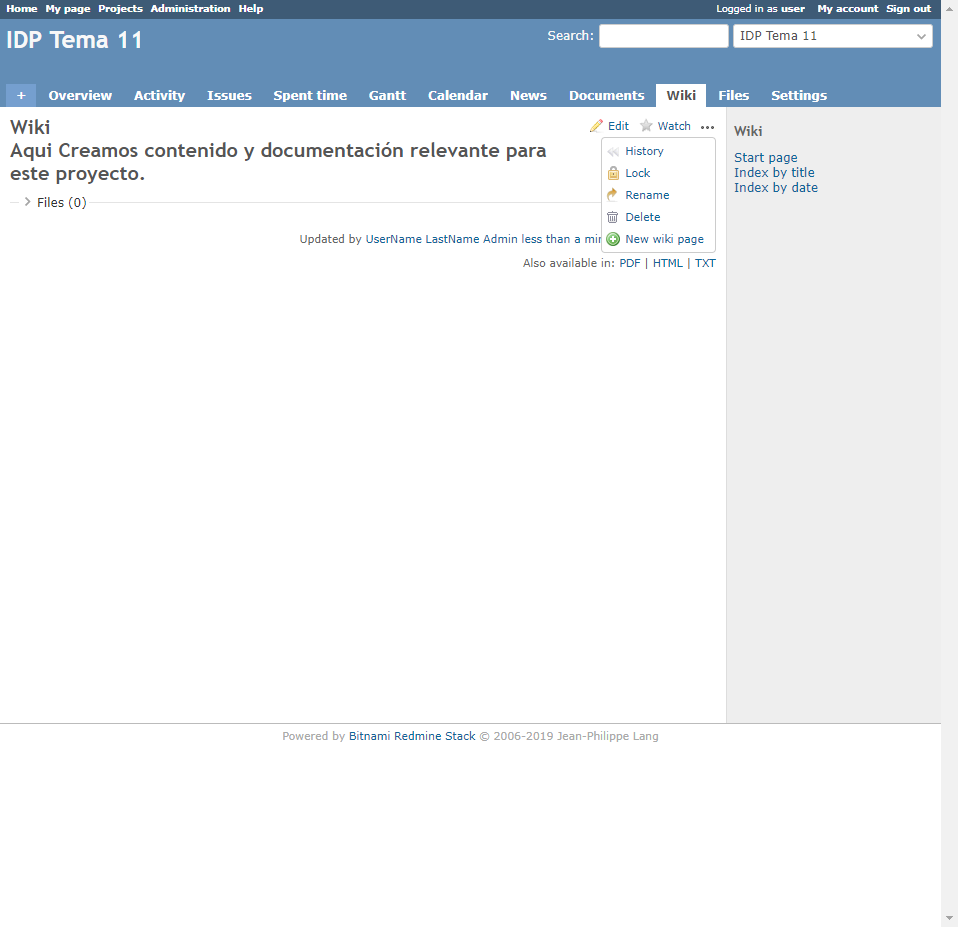 Home My page Projects Administration Help
Logged in as user My account Sign out
IDP Tema 11
Search:
IDP Tema 11
+ Overview Activity Issues Spent time Gantt Calendar News Documents Wiki Files Settings
Wiki
Edit Watch
Aqui Creamos contenido y documentación relevante para
este proyecto.
History
Lock
Rename
Delete
New wiki page
Files (0)
Updated by UserName LastName Admin less than a
Also available in: PDF | HTML | TXT
Wiki
Start page
Index by title
Index by date
Powered by Bitnami Redmine Stack © 2006-2019 Jean-Philippe Lang